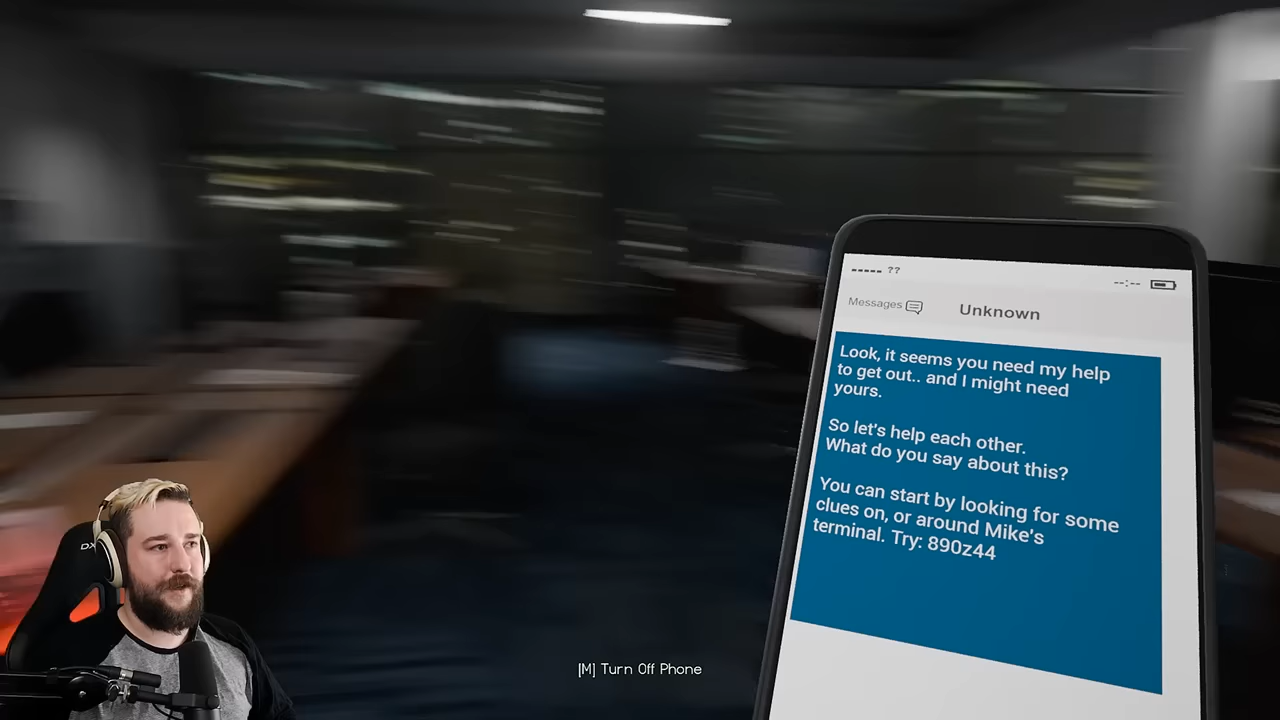 ----- ??
--:--
Messages
Unknown
Look, it seems you need my help
to get out.. and I might need
yours.
So let's help each other.
What do you say about this?
You can start by looking for some
clues on, or around Mike's
terminal. Try: 890z44
DX
[M] Turn Off Phone